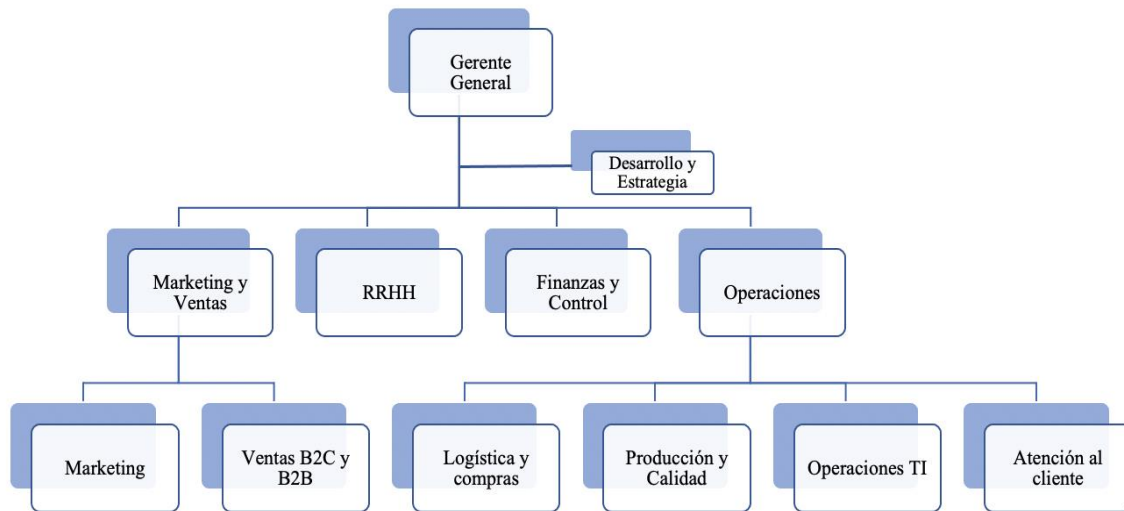 Gerente
General
Desarrollo y
Estrategia
Marketing y
Ventas
RRHH
Finanzas y
Control
Operaciones
Marketing
Ventas B2C y
B2B
Logística y
compras
Producción y
Calidad
Operaciones TI
Atención al
cliente